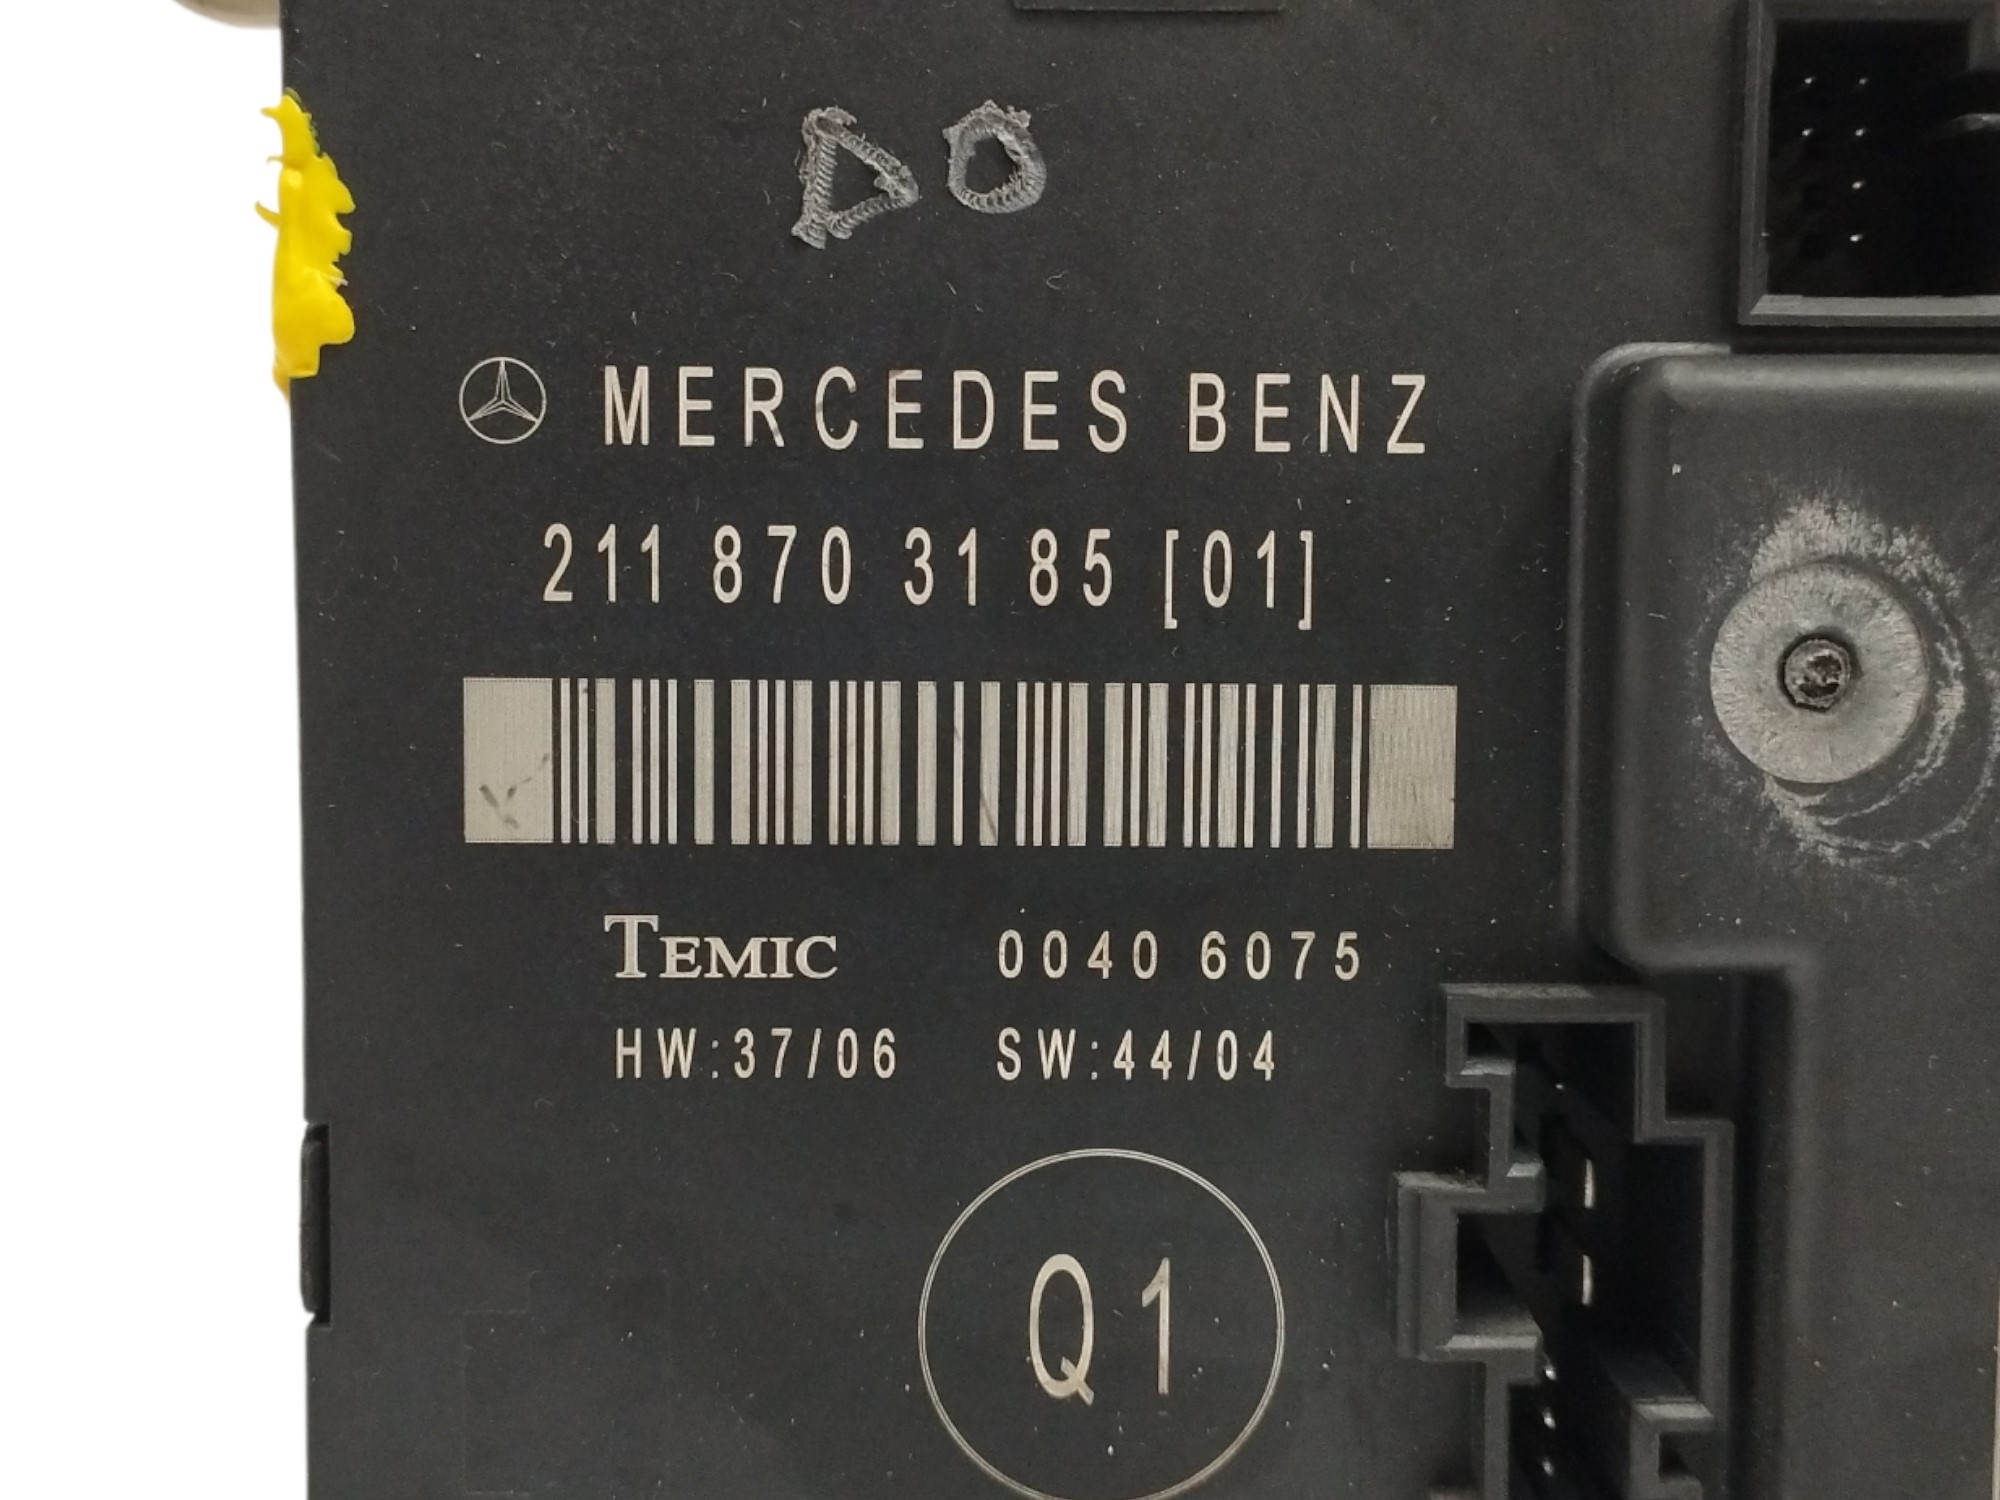 DO
MERCEDES BENZ
211 870 31 85 [01]
TEMIC 0040 6075
HW:37/06 SW:44/04
Q1